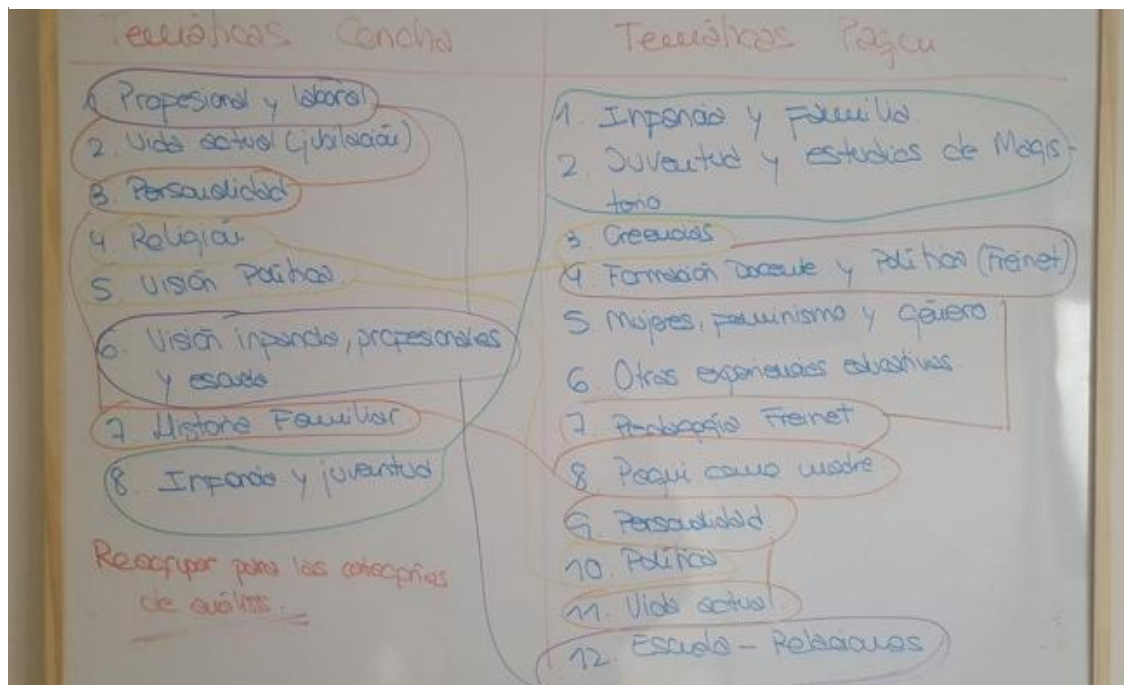 Temáticas Concha
1. Profesional y laboral
2. Vida actual (jubilación)
3. Personalidad
4 Religión
5 Visión Política
6. Visión infancia, profesionales
y escuela
7. Historia Familiar
8. Infancia y juventud
Reagrupar para las categorías
de análisis.
Temáticas Paqui
1. Infancia y Familia
2. Juventud y estudios de Magis-
terio
3. Creencias
4 Formación Docente y Política (Freinet)
5 Mujeres, feminismo y género
6. Otras experiencias educativas
7. Pedagogía Freinet
8. Paqui como madre
9 Personalidad
10. Política
11. Vida actual.
12. Escuela - Relaciones